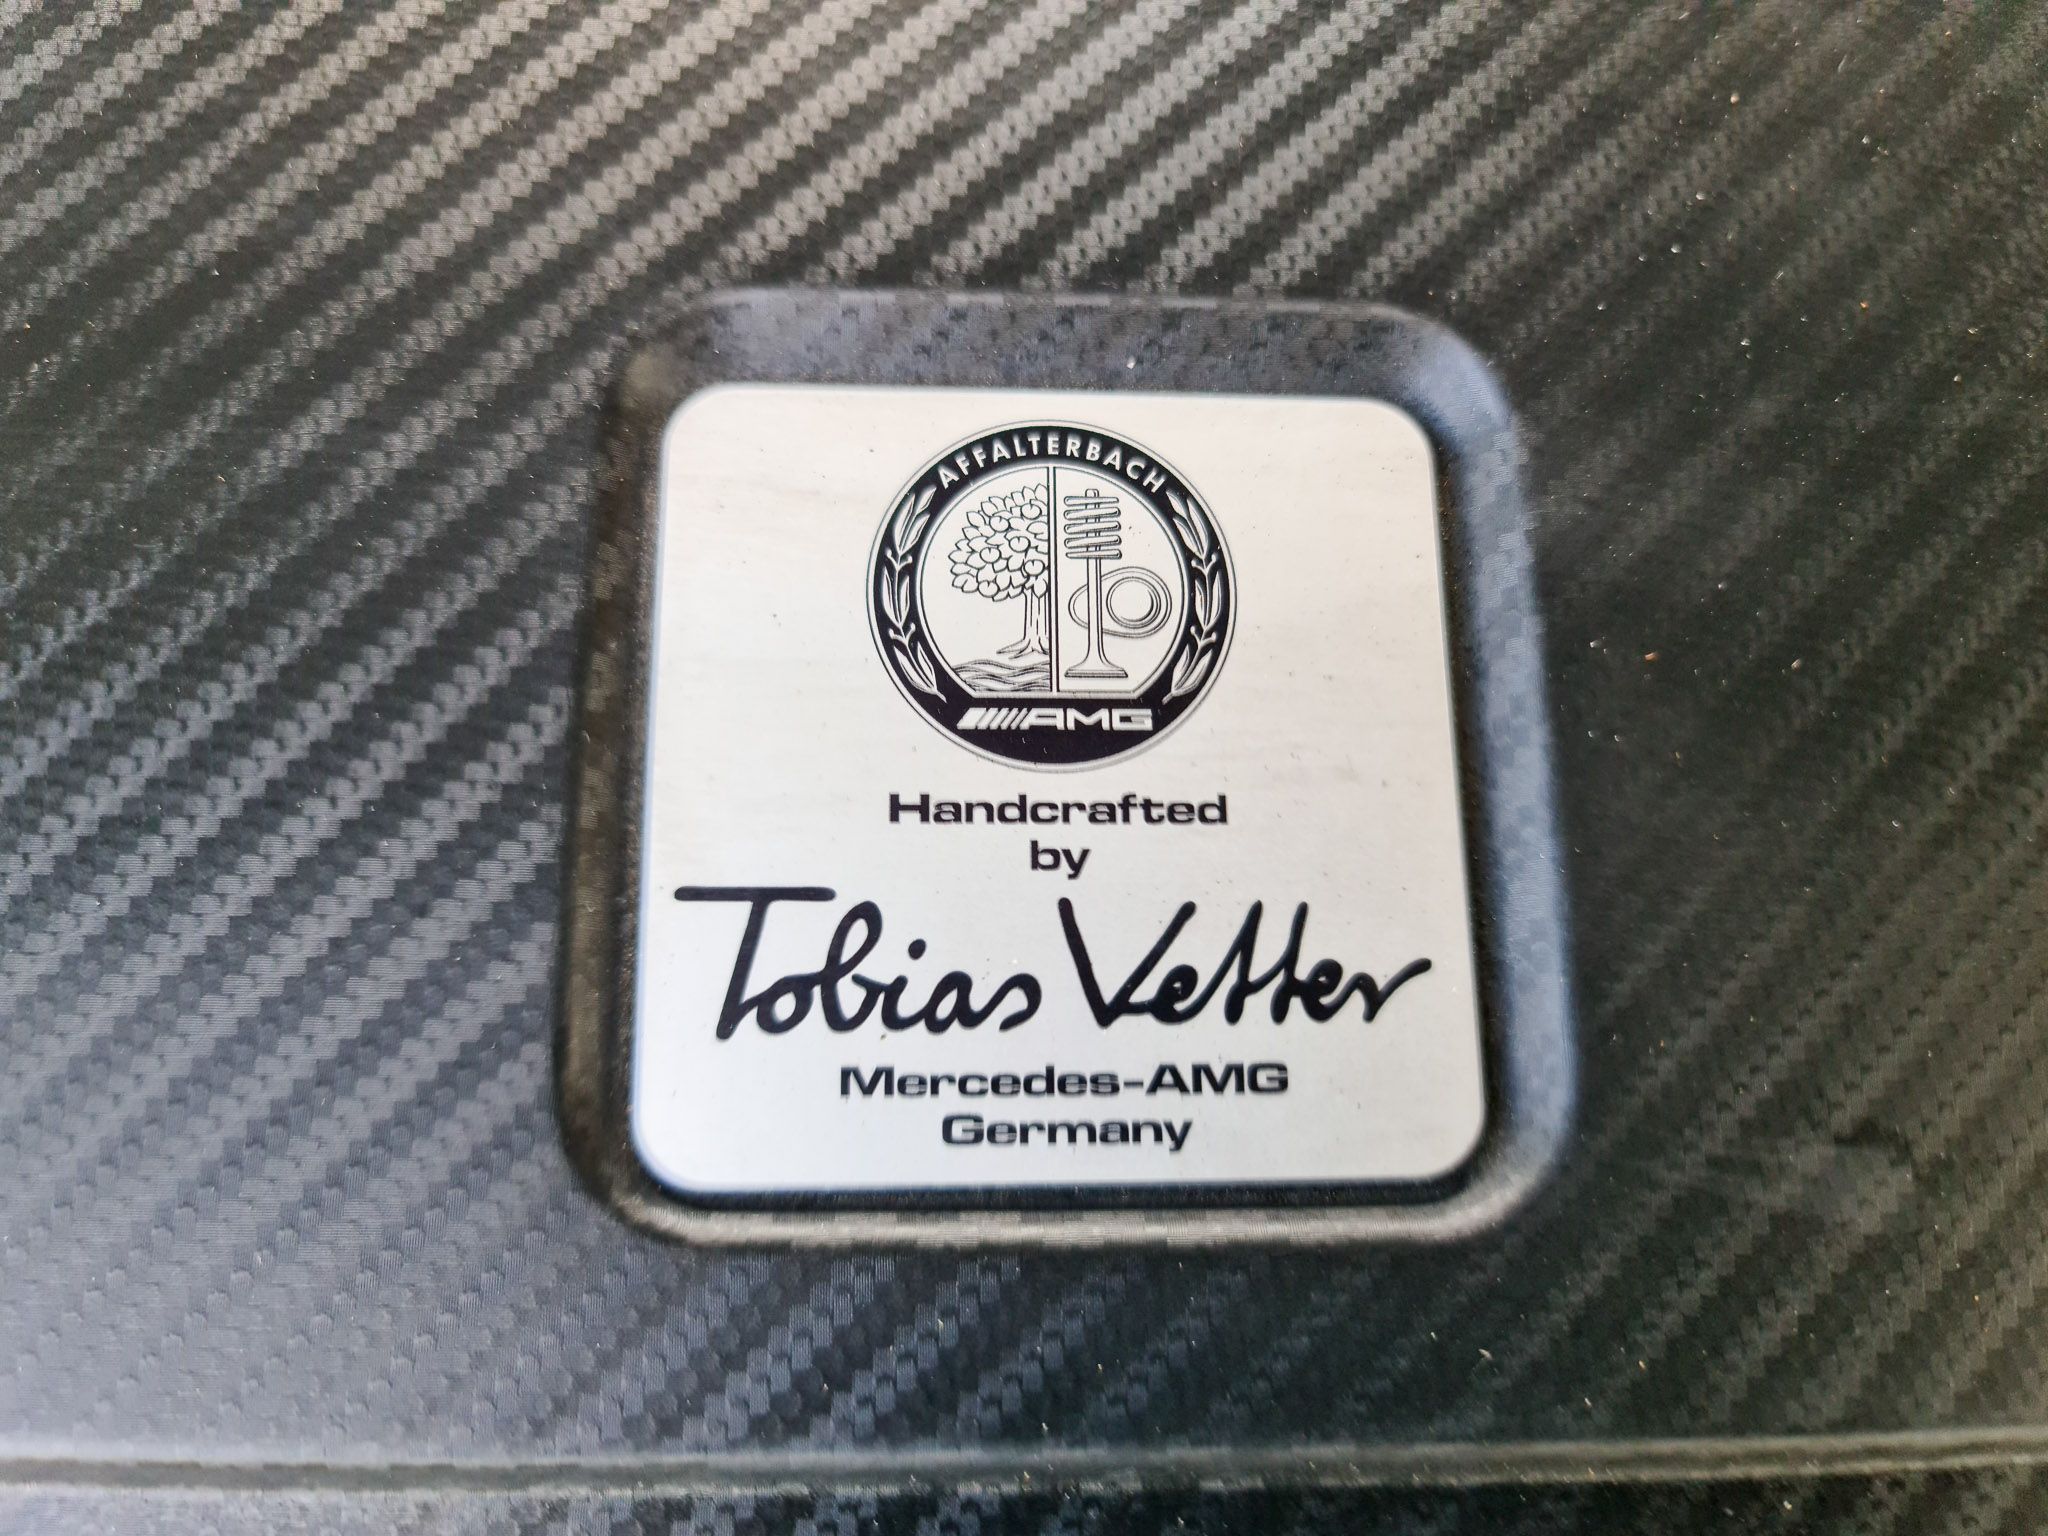 AFFALTERBACH
AMG
Handcrafted
by
Tobias Vetter
Mercedes-AMG
Germany